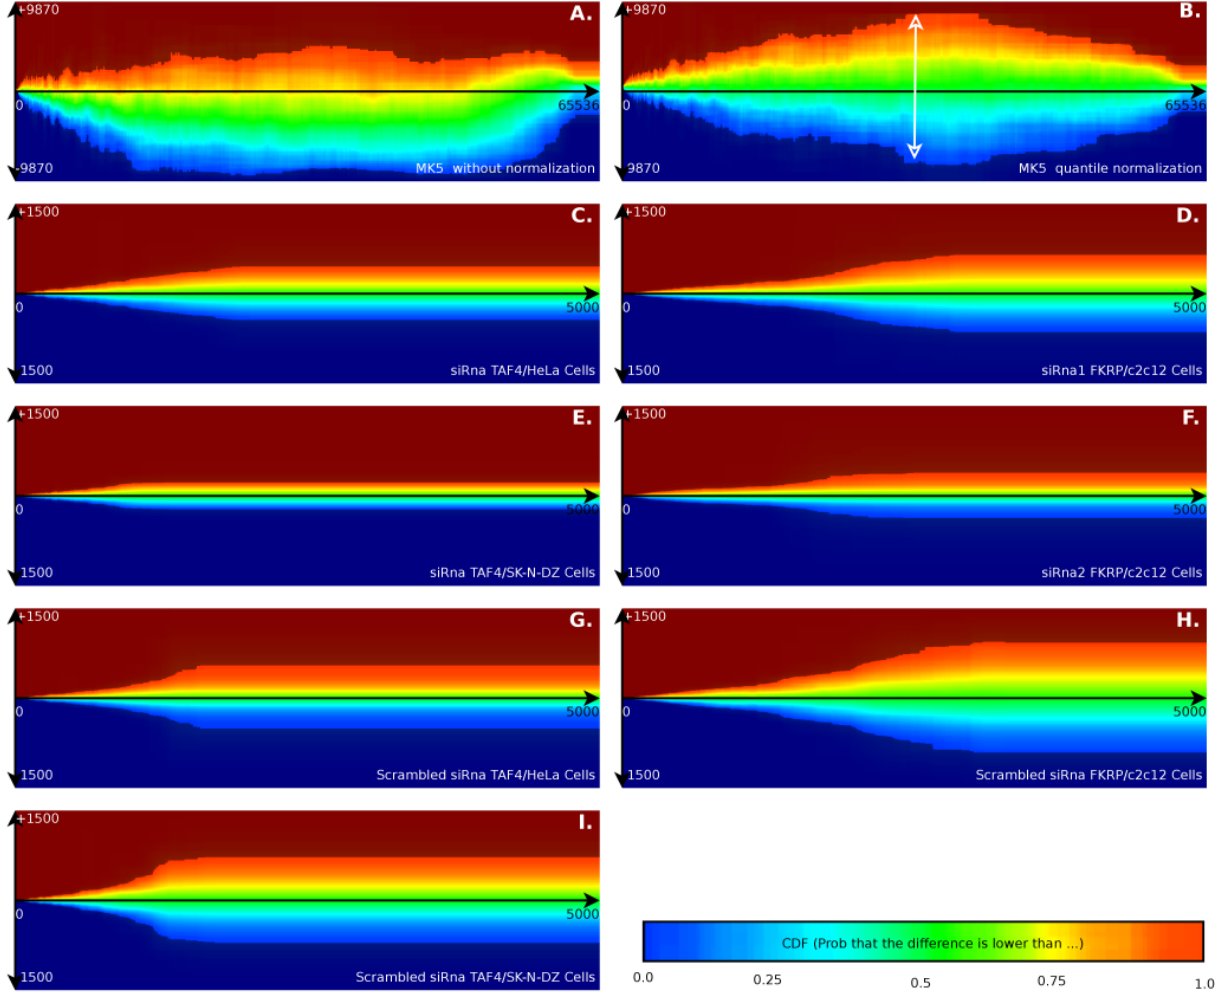 +9870
A.
0
65536
-9870
MK5 without normalization
+9870
B.
0
65536
9870
MK5 quantile normalization
+1500
C.
0
5000
1500
siRna TAF4/HeLa Cells
+1500
D.
0
5000
1500
siRna1 FKRP/c2c12 Cells
+1500
E.
0
5000
1500
siRna TAF4/SK-N-DZ Cells
+1500
F.
0
5000
1500
siRna2 FKRP/c2c12 Cells
+1500
G.
0
5000
1500
Scrambled siRna TAF4/HeLa Cells
+1500
H.
0
5000
1500
Scrambled siRna FKRP/c2c12 Cells
+1500
I.
0
5000
1500
Scrambled siRna TAF4/SK-N-DZ Cells
CDF (Prob that the difference is lower than ...)
0.0 0.25 0.5 0.75 1.0